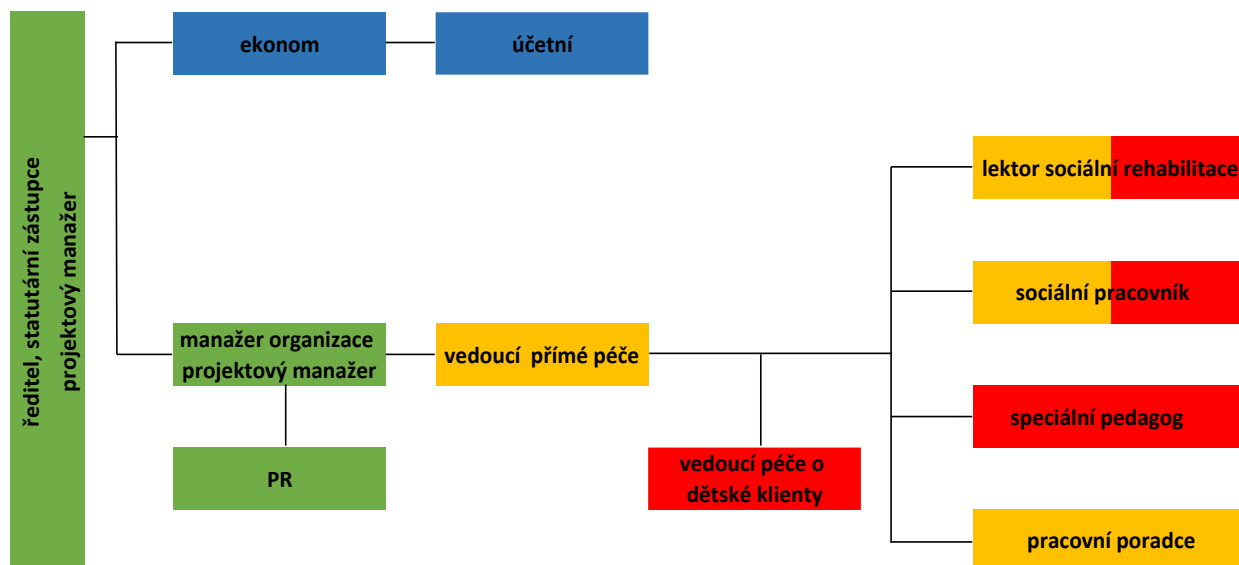 ředitel, statutární zástupce
projektový manažer
ekonom
účetní
manažer organizace
projektový manažer
PR
vedoucí přímé péče
vedoucí péče o
dětské klienty
lektor sociální rehabilitace
sociální pracovník
speciální pedagog
pracovní poradce